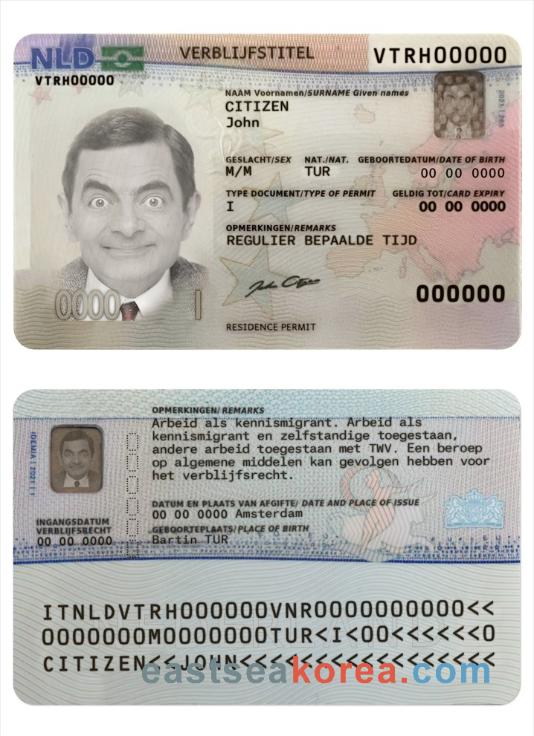 NLD
VERBLIJFSTITEL
VTRH00000
VTRH00000
NAAM Voornamen/SURNAME Given names
CITIZEN
John
GESLACHT/SEX NAT./NAT. GEBOORTEDATUM/DATE OF BIRTH
M/M TUR 00 00 0000
TYPE DOCUMENT/TYPE OF PERMIT GELDIG TOT/CARD EXPIRY
I 00 00 0000
OPMERKINGEN/REMARKS
REGULIER BEPAALDE TIJD
0000 I
000000
RESIDENCE PERMIT
OPMERKINGEN/ REMARKS
Arbeid als kennismigrant. Arbeid als
kennismigrant en zelfstandige toegestaan,
andere arbeid toegestaan met TWV. Een beroep
op algemene middelen kan gevolgen hebben voor
het verblijfsrecht.
DATUM EN PLAATS VAN AFGIFTE/ DATE AND PLACE OF ISSUE
00 00 0000 Amsterdam
GEBOORTEPLAATS/PLACE OF BIRTH
Bartin TUR
INGANGSDATUM
VERBLIJFSRECHT
00 00 0000
ITNLDVTRH000000VNR0000000000<<
0000000M0000000TUR<I<00<<<<<<0
CITIZEN<<JOHN<<<<<<<<<<<<<<<<<
eastseakorea.com